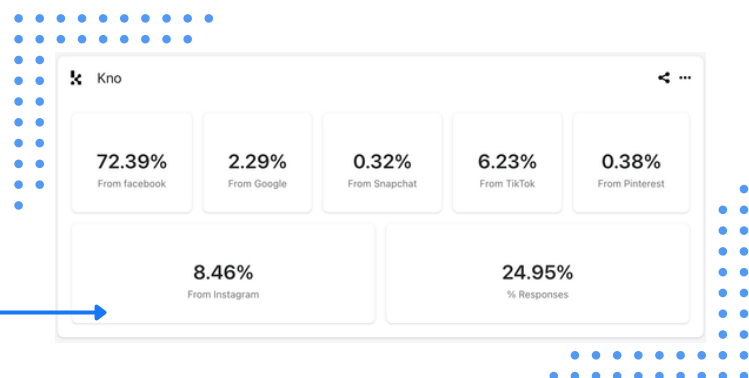 Kno
72.39%
From facebook
2.29%
From Google
0.32%
From Snapchat
6.23%
From TikTok
0.38%
From Pinterest
8.46%
From Instagram
24.95%
% Responses